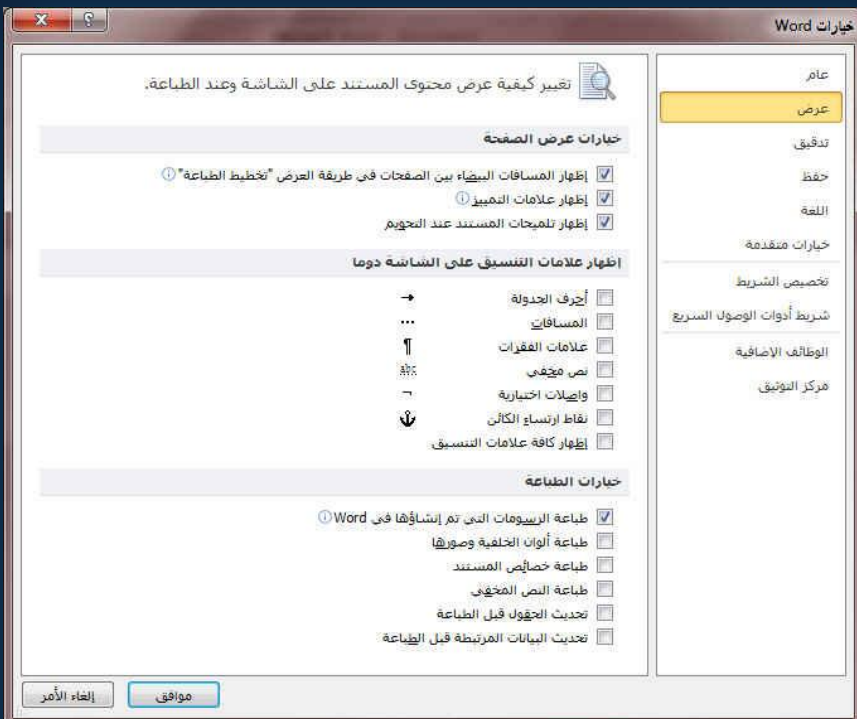 خيارات Word
عام
عرض
تدقيق
حفظ
اللغة
خيارات متقدمة
تخصيص الشريط
شريط أدوات الوصول السريع
الوظائف الإضافية
مركز التوثيق
تغيير كيفية عرض محتوى المستند على الشاشة وعند الطباعة.
خيارات عرض الصفحة
إظهار المسافات البيضاء بين الصفحات في طريقة العرض "تخطيط الطباعة"
إظهار علامات التمييز
إظهار تلميحات المستند عند التحويم
إظهار علامات التنسيق على الشاشة دوما
أحرف الجدولة
المسافات
علامات الفقرات ¶
نص مخفي abc
واصلات اختيارية ¬
نقاط ارتساء الكائن
إظهار كافة علامات التنسيق
خيارات الطباعة
طباعة الرسومات التي تم إنشاؤها في Word
طباعة ألوان الخلفية وصورها
طباعة خصائص المستند
طباعة النص المخفي
تحديث الحقول قبل الطباعة
تحديث البيانات المرتبطة قبل الطباعة
موافق
إلغاء الأمر